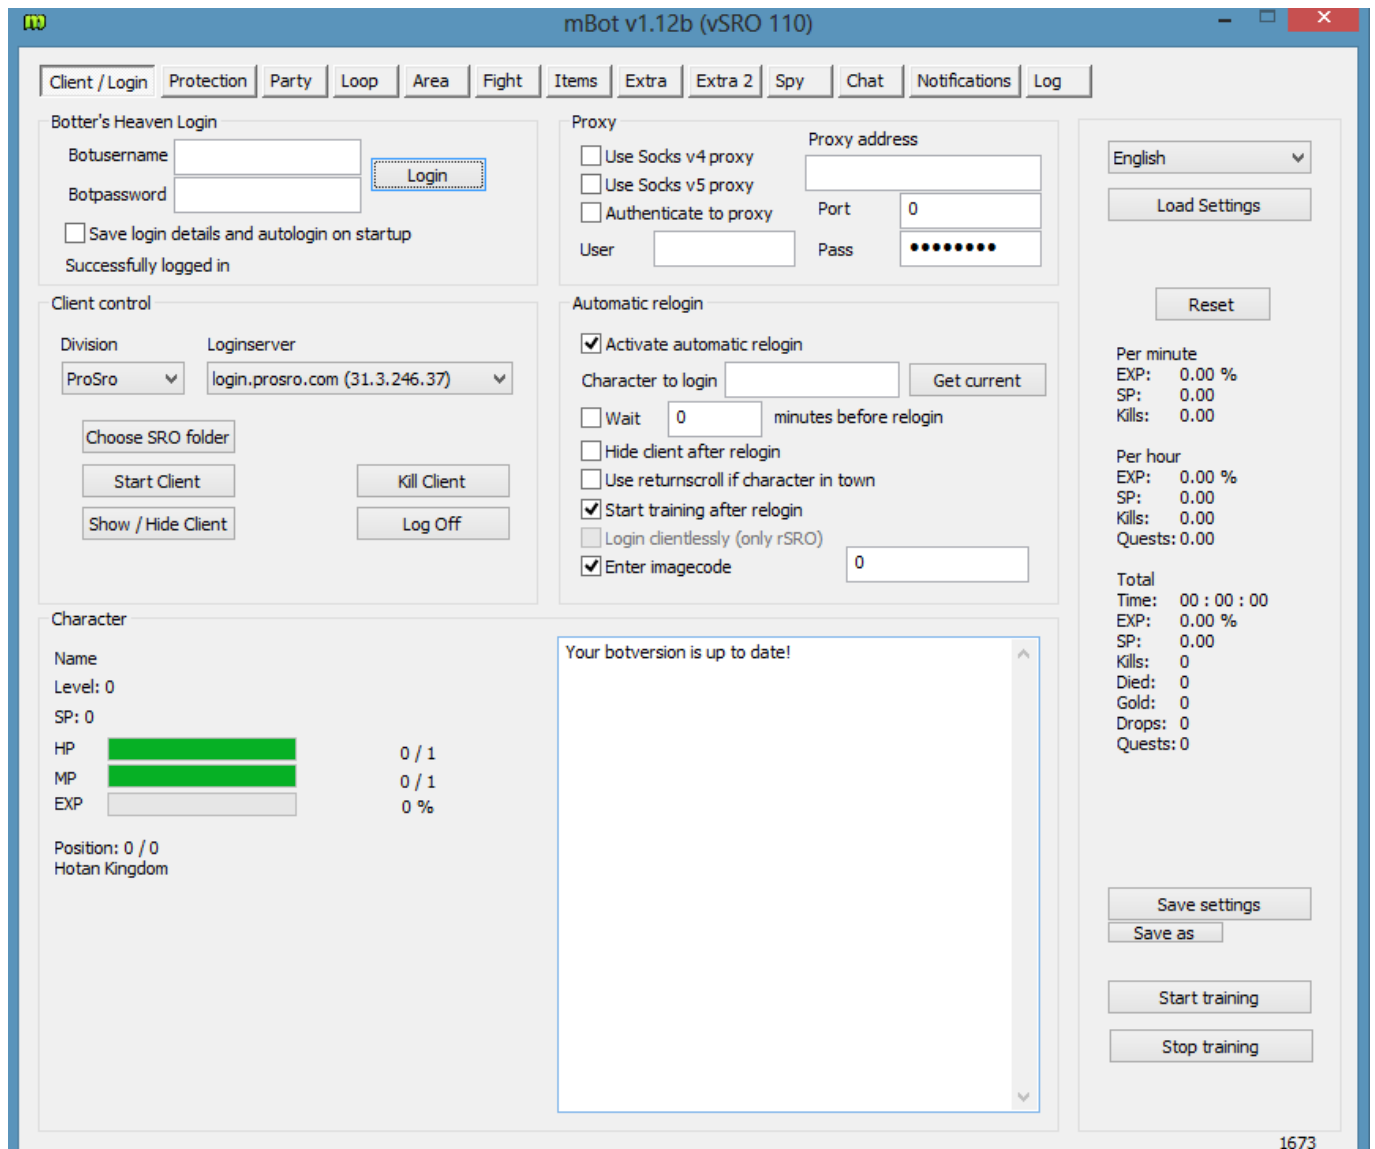 mBot v1.12b (vSRO 110)
Client / Login Protection Party Loop Area Fight Items Extra Extra 2 Spy Chat Notifications Log
Botter's Heaven Login
Botusername
Botpassword
Login
Save login details and autologin on startup
Successfully logged in
Proxy
Use Socks v4 proxy
Use Socks v5 proxy
Authenticate to proxy
Proxy address
Port 0
User
Pass ●●●●●●●●
English
Load Settings
Client control
Division Loginserver
ProSro login.prosro.com (31.3.246.37)
Choose SRO folder
Start Client Kill Client
Show / Hide Client Log Off
Automatic relogin
Activate automatic relogin
Character to login Get current
Wait 0 minutes before relogin
Hide client after relogin
Use returnscroll if character in town
Start training after relogin
Login clientlessly (only rSRO)
Enter imagecode 0
Reset
Per minute
EXP: 0.00 %
SP: 0.00
Kills: 0.00
Per hour
EXP: 0.00 %
SP: 0.00
Kills: 0.00
Quests: 0.00
Total
Time: 00 : 00 : 00
EXP: 0.00 %
SP: 0.00
Kills: 0
Died: 0
Gold: 0
Drops: 0
Quests: 0
Character
Name
Level: 0
SP: 0
HP 0 / 1
MP 0 / 1
EXP 0 %
Position: 0 / 0
Hotan Kingdom
Your botversion is up to date!
Save settings
Save as
Start training
Stop training
1673